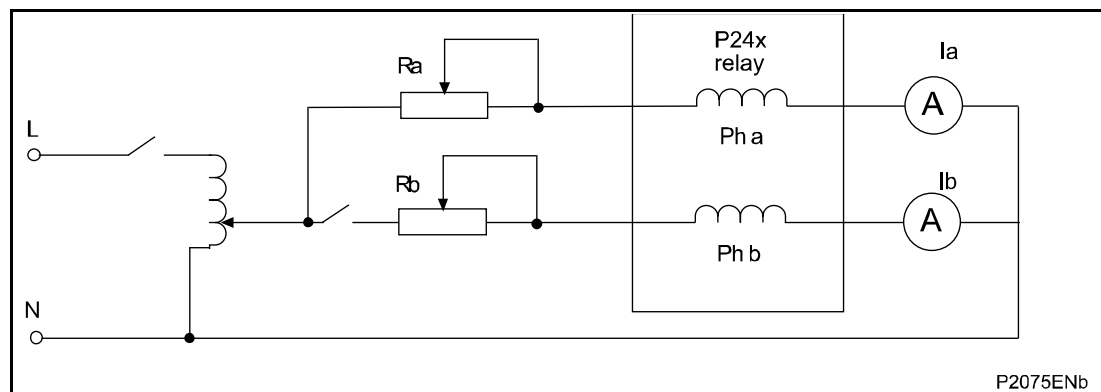 P24x
relay
Ra
Ia
A
Ph a
L
Rb
Ib
A
Ph b
N
P2075ENb